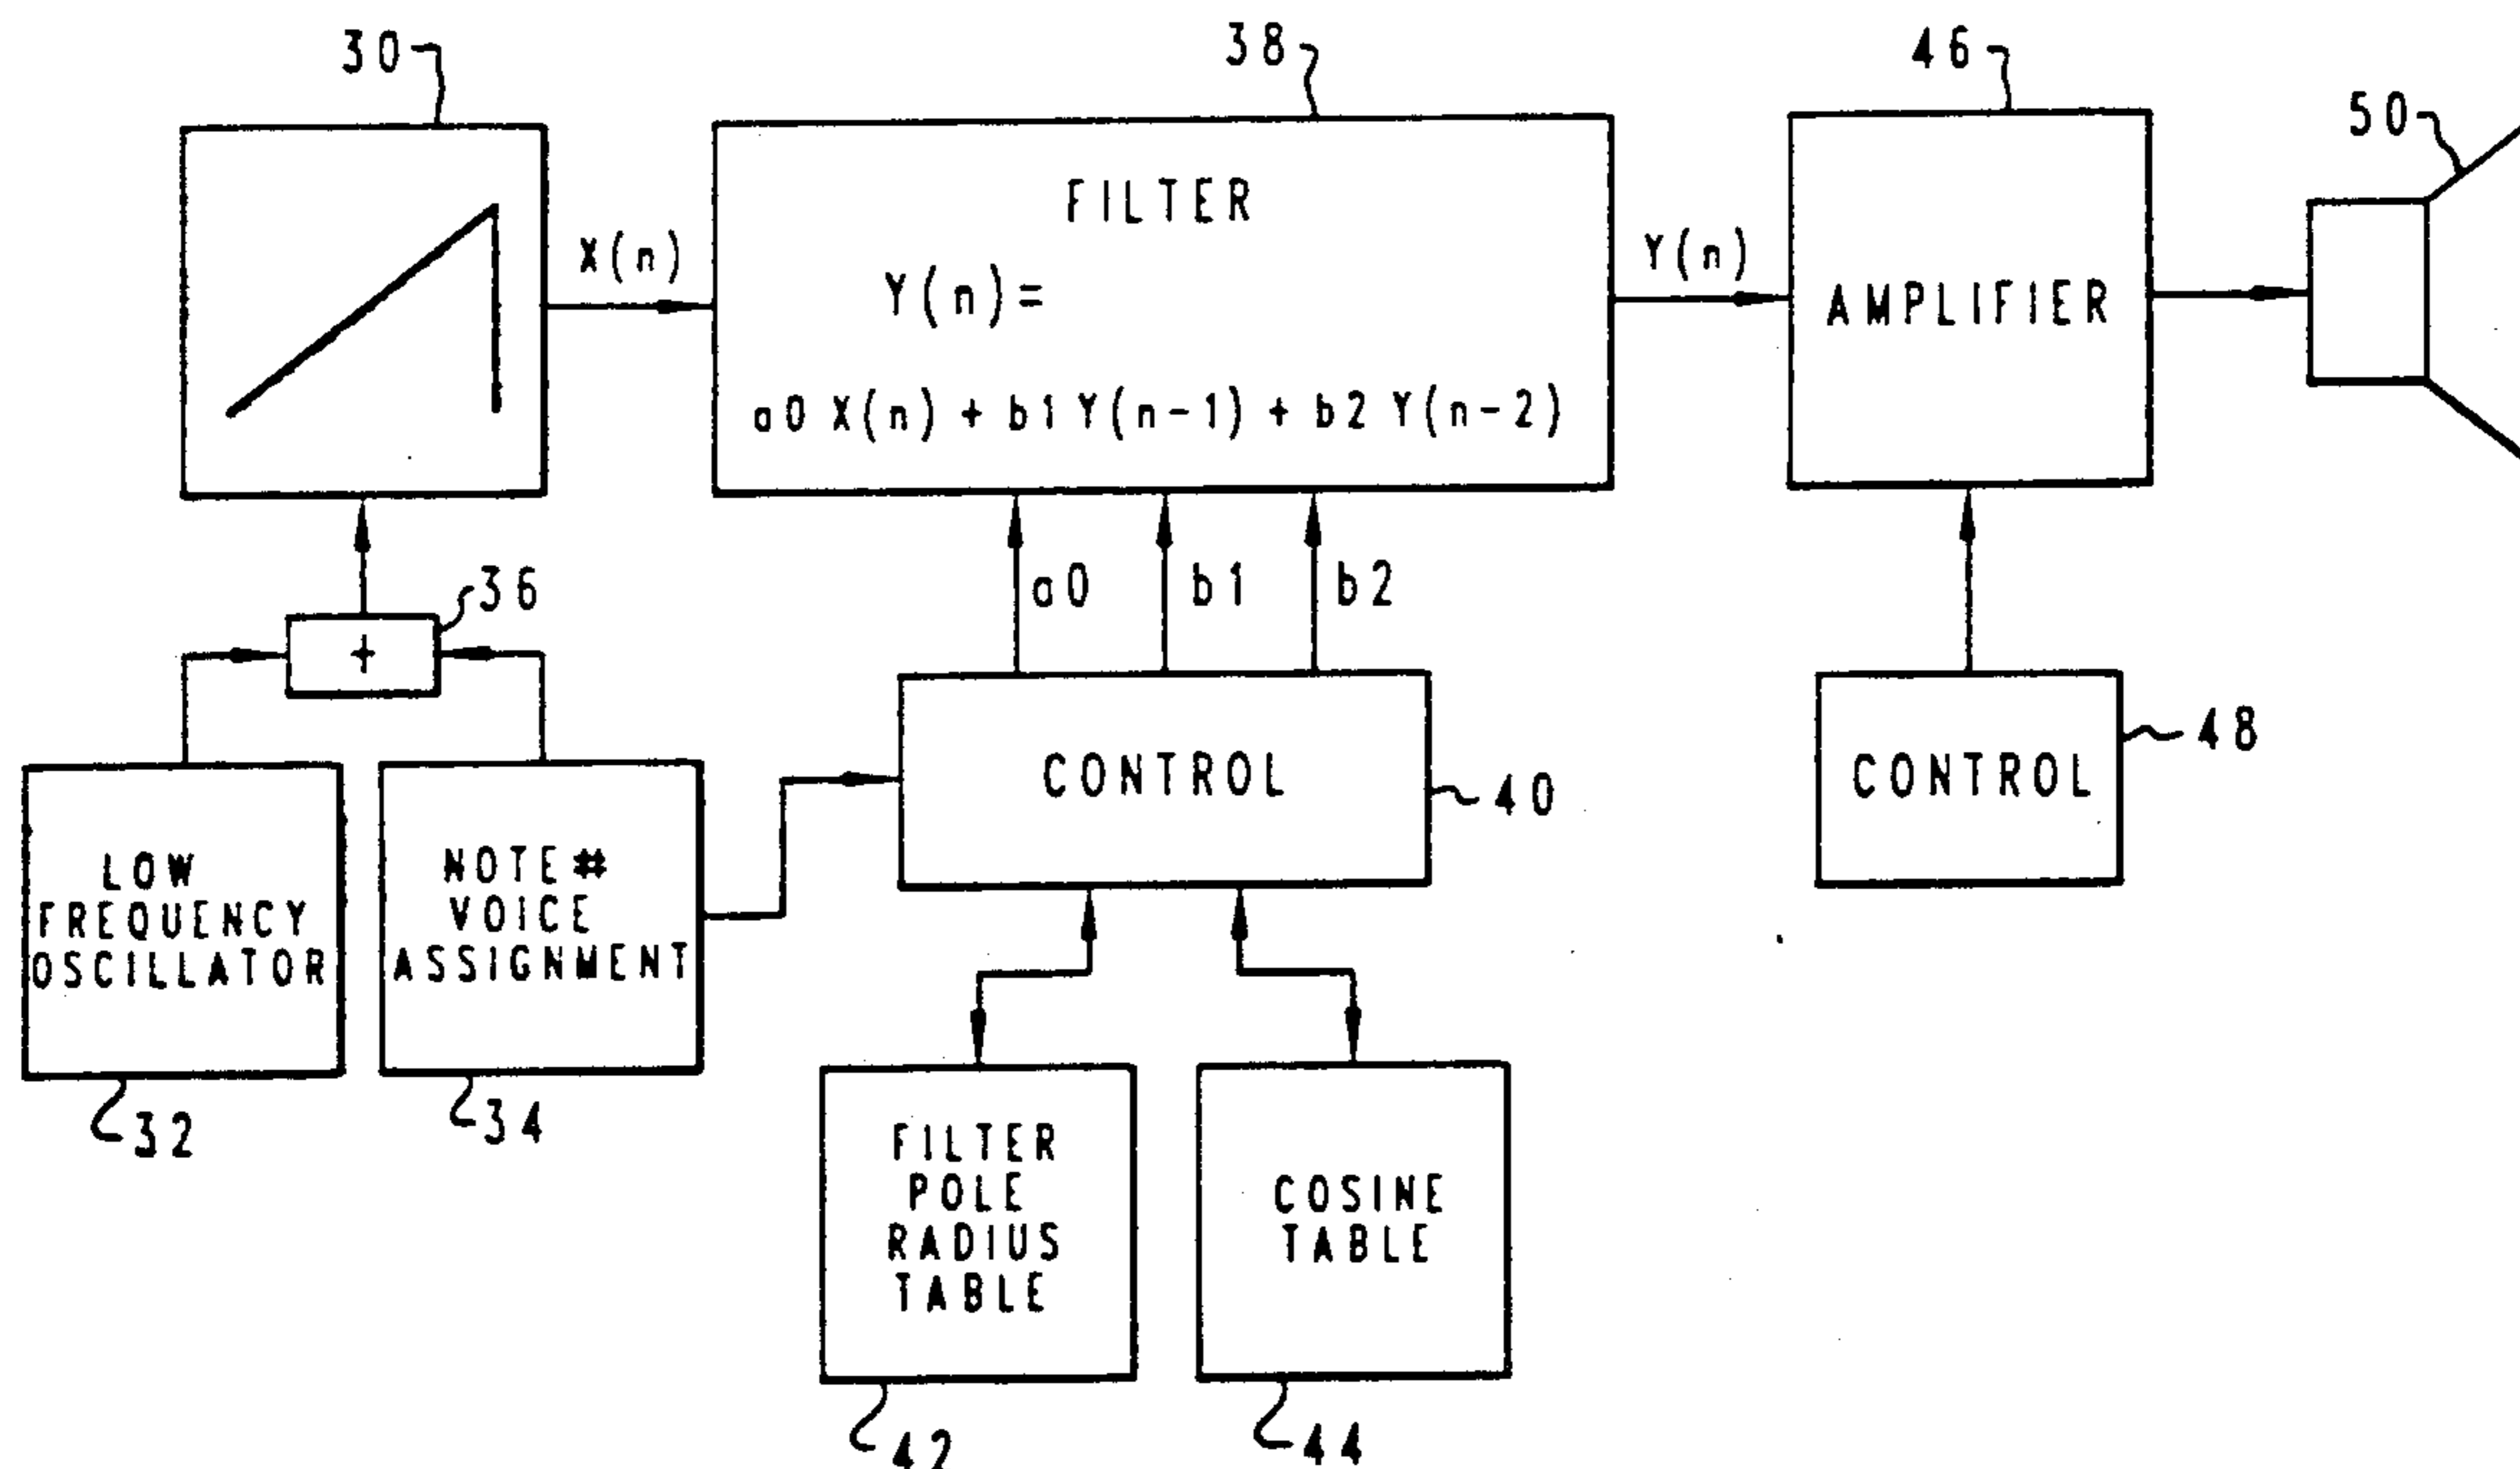 30
38
46
50
FILTER
X(n)
Y(n)=
Y(n)
AMPLIFIER
a0 X(n) + b1 Y(n-1) + b2 Y(n-2)
36
+
a0
b1
b2
CONTROL
40
CONTROL
48
LOW
FREQUENCY
OSCILLATOR
32
NOTE#
VOICE
ASSIGNMENT
34
FILTER
POLE
RADIUS
TABLE
42
COSINE
TABLE
44